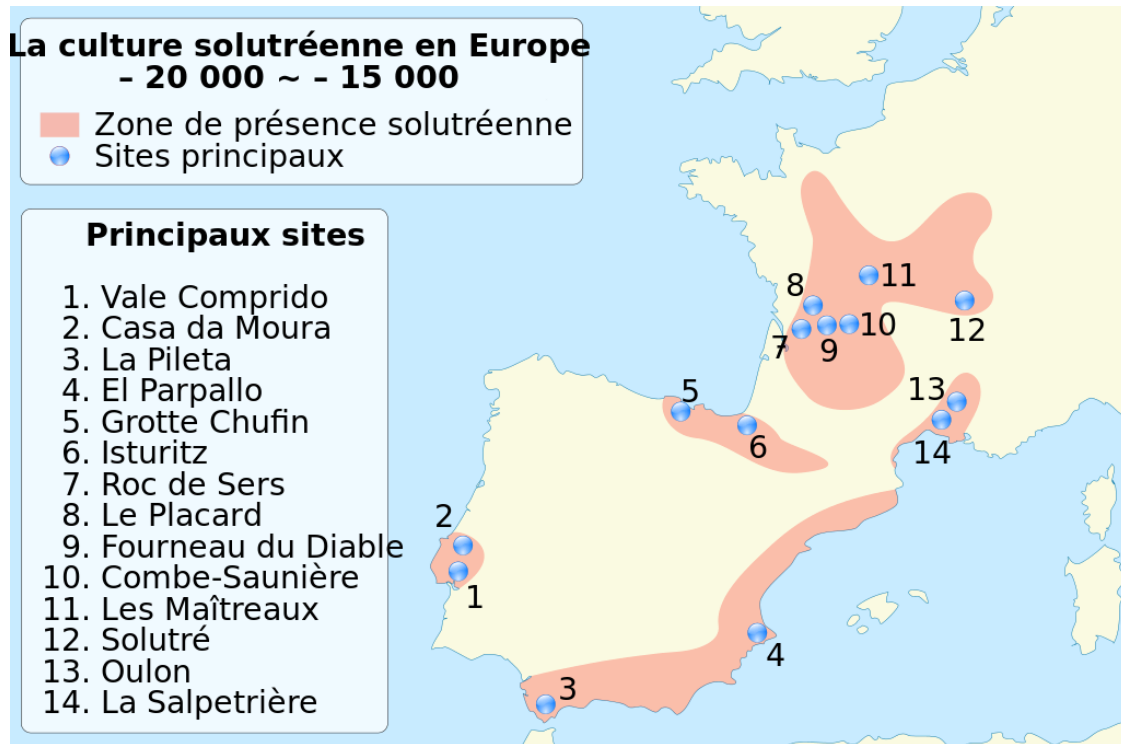 La culture solutréenne en Europe
– 20 000 ~ – 15 000
Zone de présence solutréenne
Sites principaux
Principaux sites
1. Vale Comprido
2. Casa da Moura
3. La Pileta
4. El Parpallo
5. Grotte Chufin
6. Isturitz
7. Roc de Sers
8. Le Placard
9. Fourneau du Diable
10. Combe-Saunière
11. Les Maîtreaux
12. Solutré
13. Oulon
14. La Salpetrière
11
8
10
12
7
9
13
5
6
14
2
1
4
3